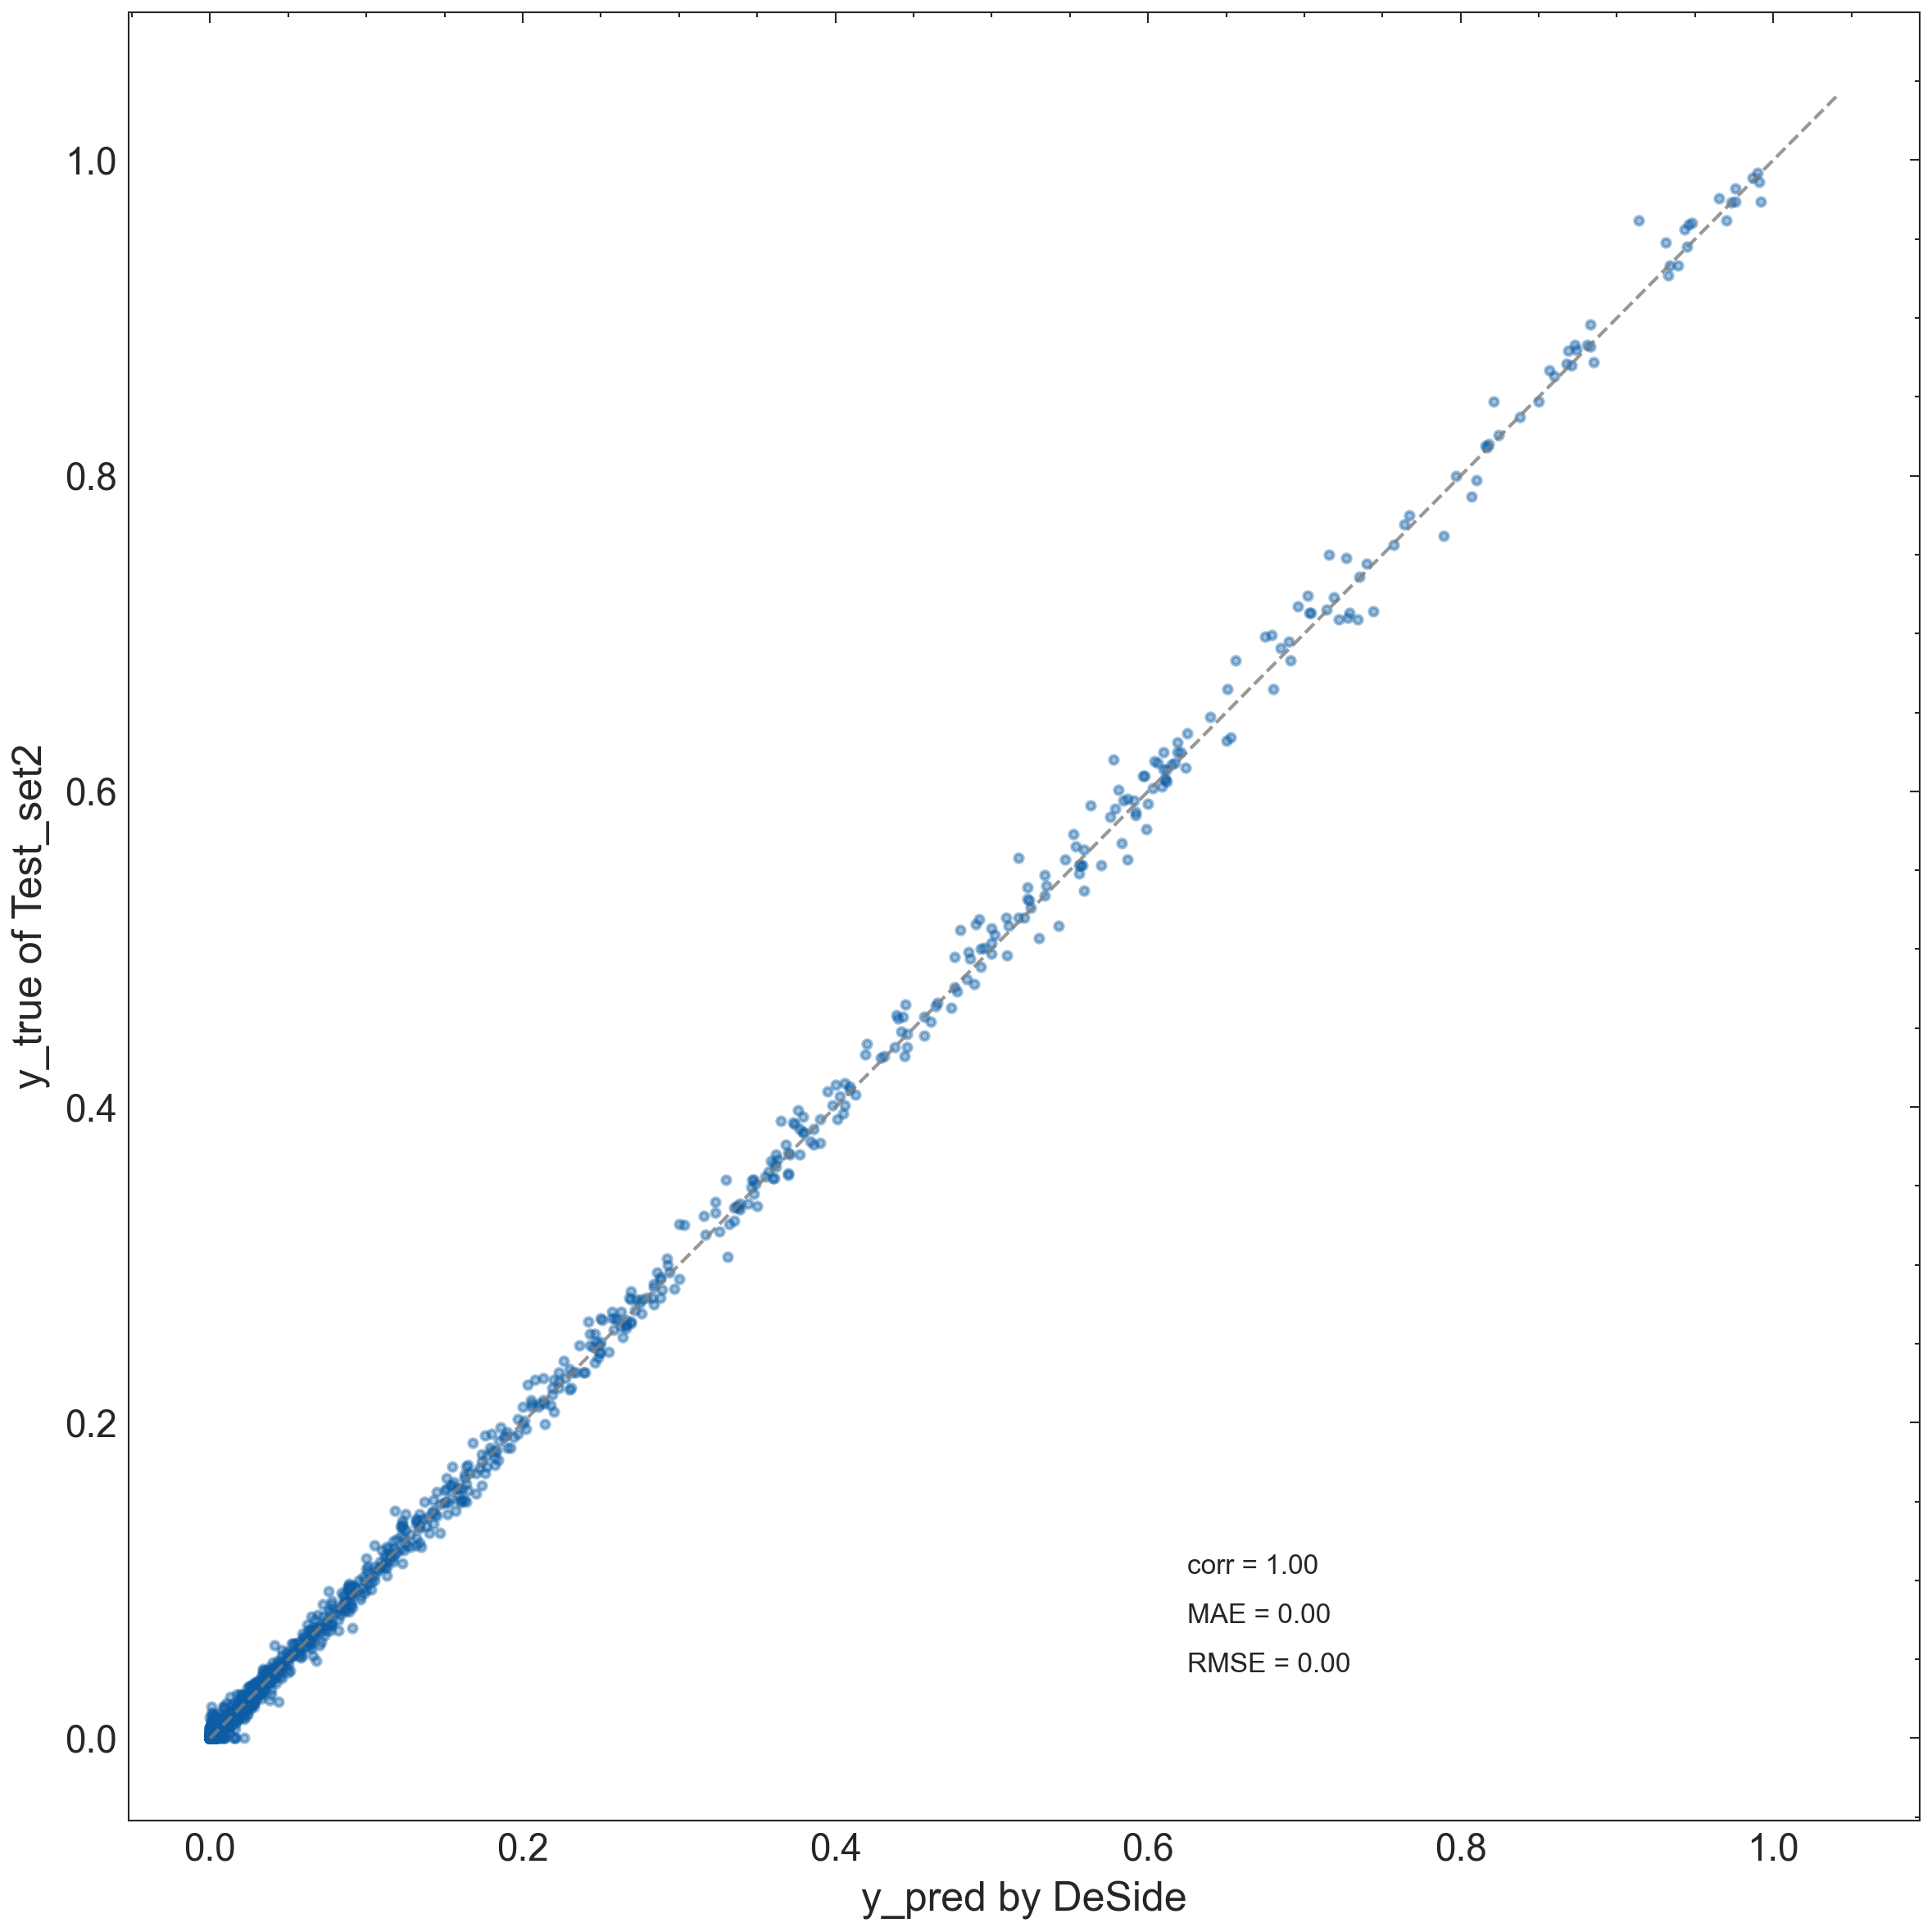 y_true of Test_set2
1.0
0.8
0.6
0.4
0.2
0.0
corr = 1.00
MAE = 0.00
RMSE = 0.00
0.0 0.2 0.4 0.6 0.8 1.0
y_pred by DeSide